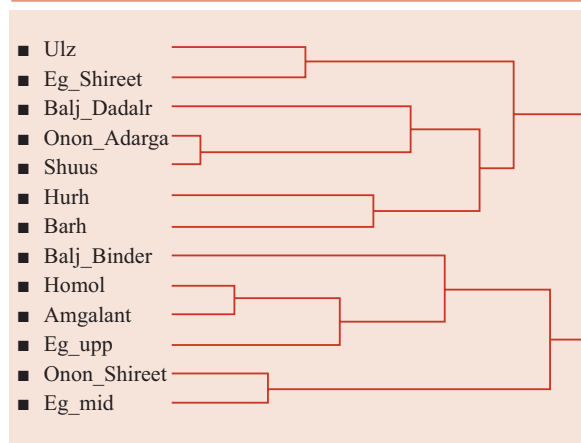 Ulz
Eg_Shireet
Balj_Dadalr
Onon_Adarga
Shuus
Hurh
Barh
Balj_Binder
Homol
Amgalant
Eg_upp
Onon_Shireet
Eg_mid